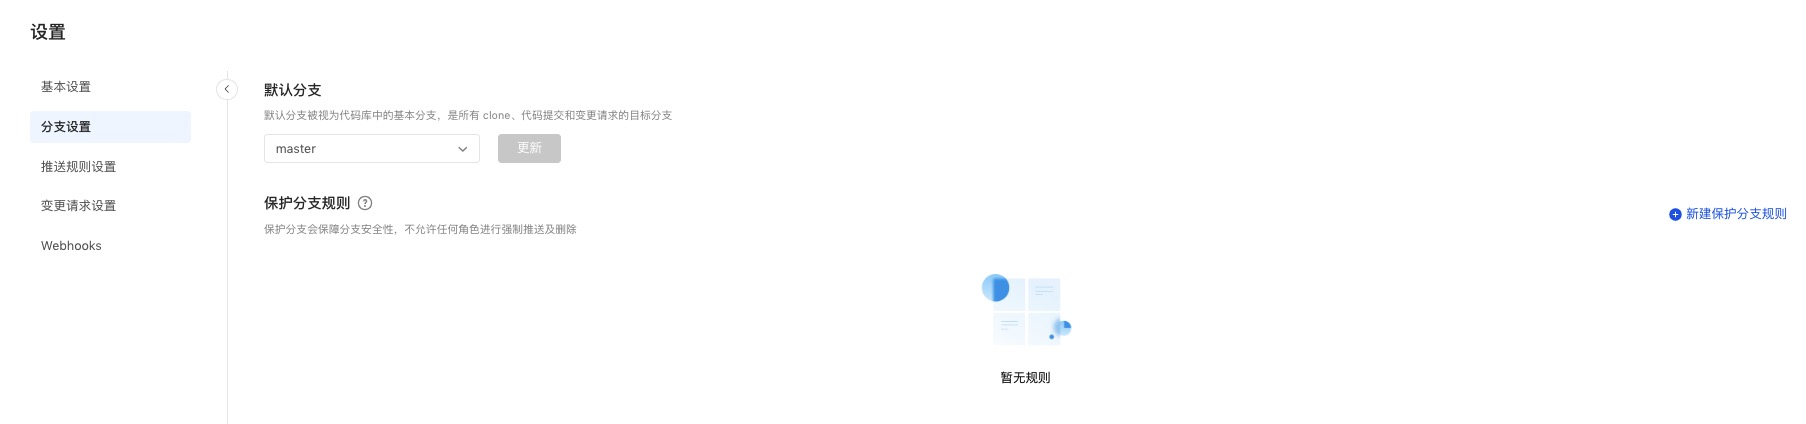 设置
基本设置
分支设置
推送规则设置
变更请求设置
Webhooks
默认分支
默认分支被视为代码库中的基本分支，是所有 clone、代码提交和变更请求的目标分支
master
更新
保护分支规则
保护分支会保障分支安全性，不允许任何角色进行强制推送及删除
新建保护分支规则
暂无规则